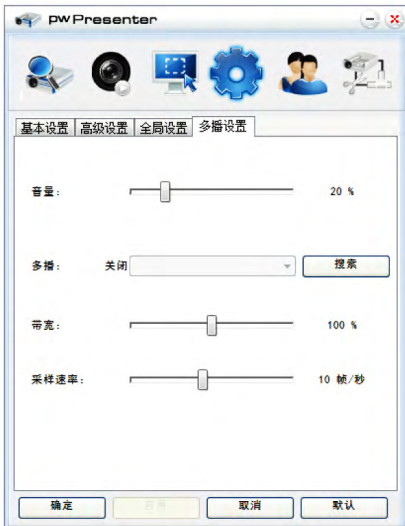 pwPresenter
基本设置 高级设置 全局设置 多播设置
音量： 20 %
多播： 关闭 搜索
带宽： 100 %
采样速率： 10 帧/秒
确定 取消 默认